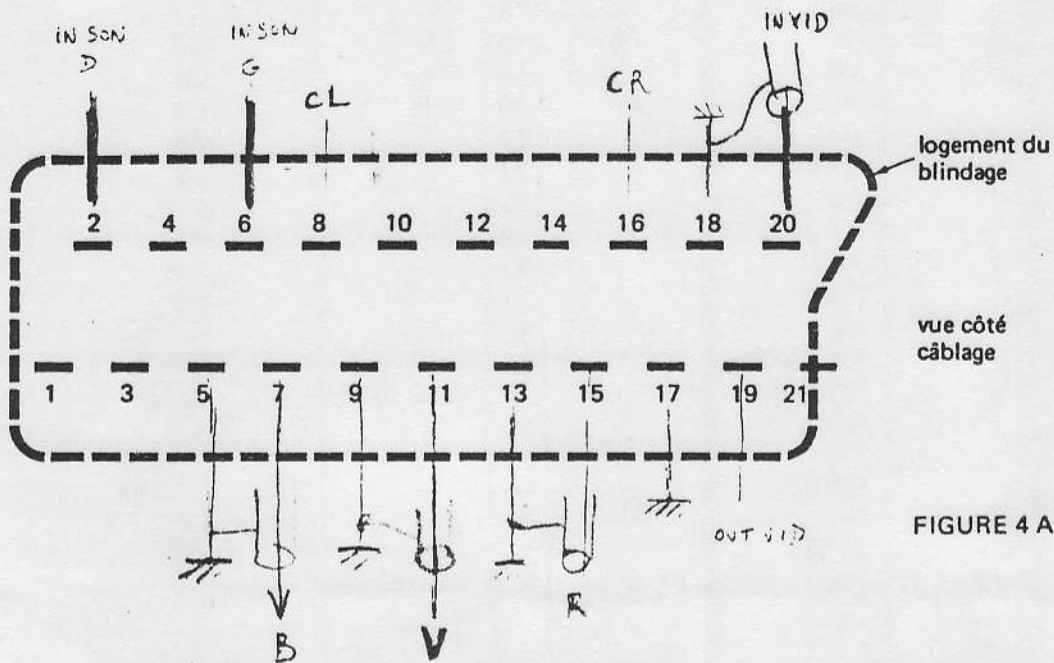 IN SON
D
IN SON
G
CL
CR
IN VID
logement du
blindage
2 4 6 8 10 12 14 16 18 20
vue côté
câblage
1 3 5 7 9 11 13 15 17 19 21
FIGURE 4 A
OUT VID
B
V
R